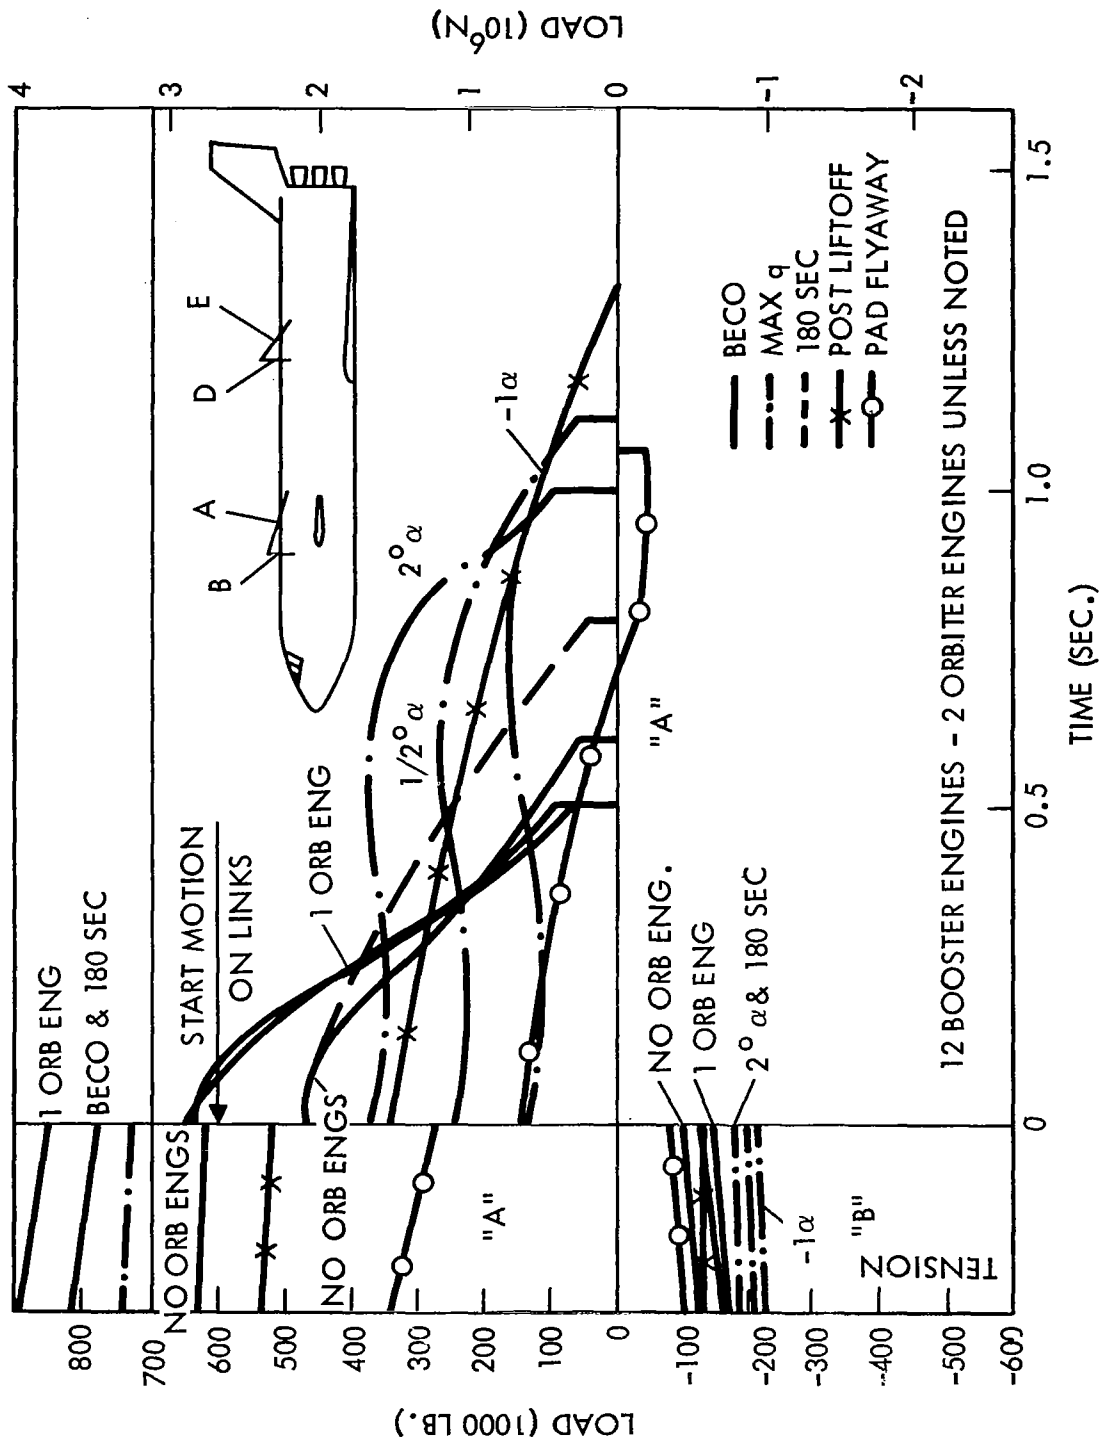 LOAD (10⁶N)
4
3
2
1
0
-1
-2
B
A
D
E
1 ORB ENG
BECO & 180 SEC
START MOTION
ON LINKS
1 ORB ENG
NO ORB ENGS
NO ORB ENGS
2°α
1/2°α
-1α
"A"
"A"
BECO
MAX q
180 SEC
POST LIFTOFF
PAD FLYAWAY
NO ORB ENG.
1 ORB ENG
2°α & 180 SEC
-1α
"B"
TENSION
12 BOOSTER ENGINES - 2 ORBITER ENGINES UNLESS NOTED
800
700
600
500
400
300
200
100
0
-100
-200
-300
-400
-500
-600
LOAD (1000 LB.)
0
0.5
1.0
1.5
TIME (SEC.)